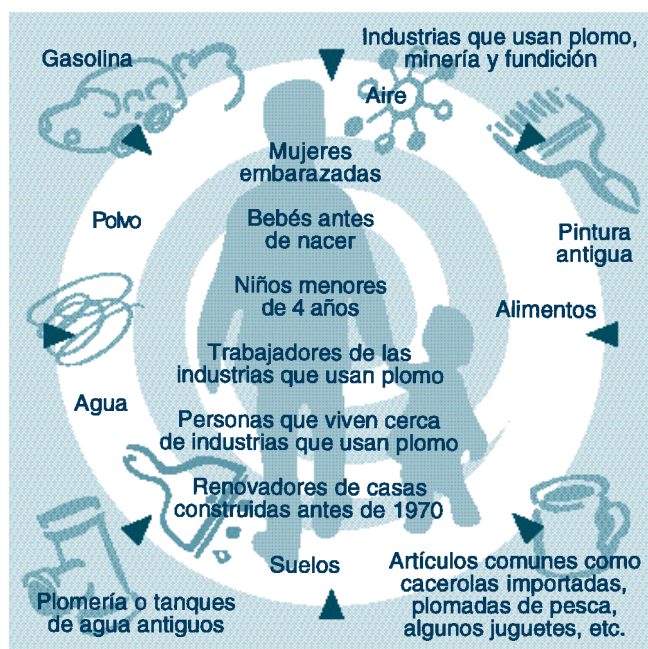 Gasolina
Industrias que usan plomo,
minería y fundición
Aire
Mujeres
embarazadas
Polvo
Bebés antes
de nacer
Pintura
antigua
Niños menores
de 4 años
Alimentos
Trabajadores de las
industrias que usan plomo
Agua
Personas que viven cerca
de industrias que usan plomo
Renovadores de casas
construidas antes de 1970
Suelos
Plomería o tanques
de agua antiguos
Artículos comunes como
cacerolas importadas,
plomadas de pesca,
algunos juguetes, etc.